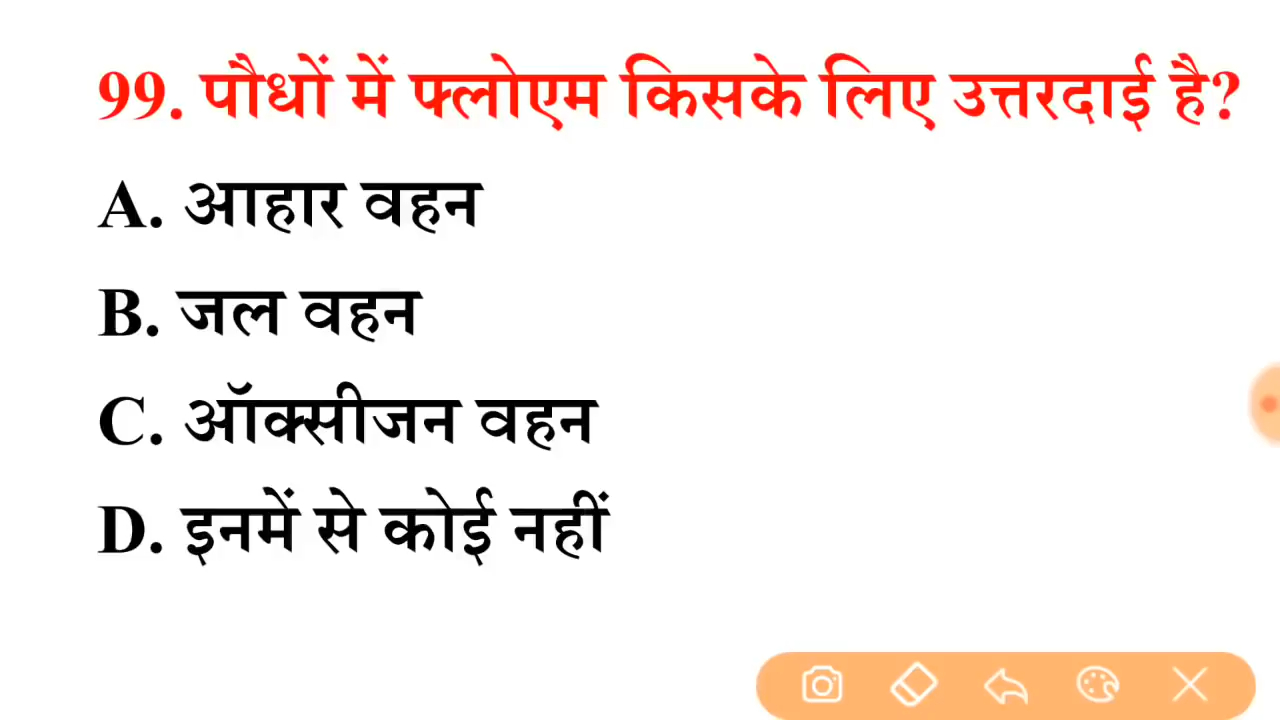 99. पौधों में फ्लोएम किसके लिए उत्तरदाई है?
A. आहार वहन
B. जल वहन
C. ऑक्सीजन वहन
D. इनमें से कोई नहीं